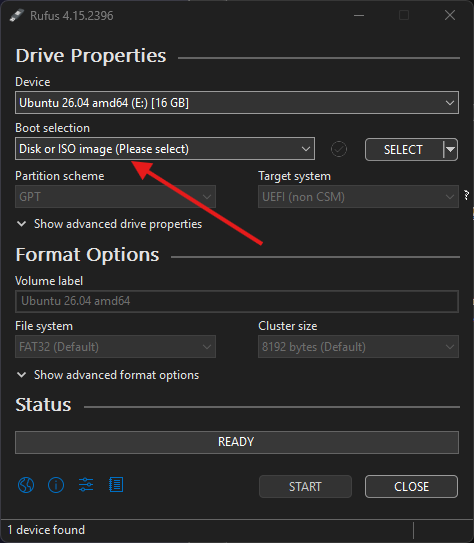 Rufus 4.15.2396
Drive Properties
Device
Ubuntu 26.04 amd64 (E:) [16 GB]
Boot selection
Disk or ISO image (Please select)
SELECT
Partition scheme
Target system
GPT
UEFI (non CSM)
?
Show advanced drive properties
Format Options
Volume label
Ubuntu 26.04 amd64
File system
Cluster size
FAT32 (Default)
8192 bytes (Default)
Show advanced format options
Status
READY
START
CLOSE
1 device found